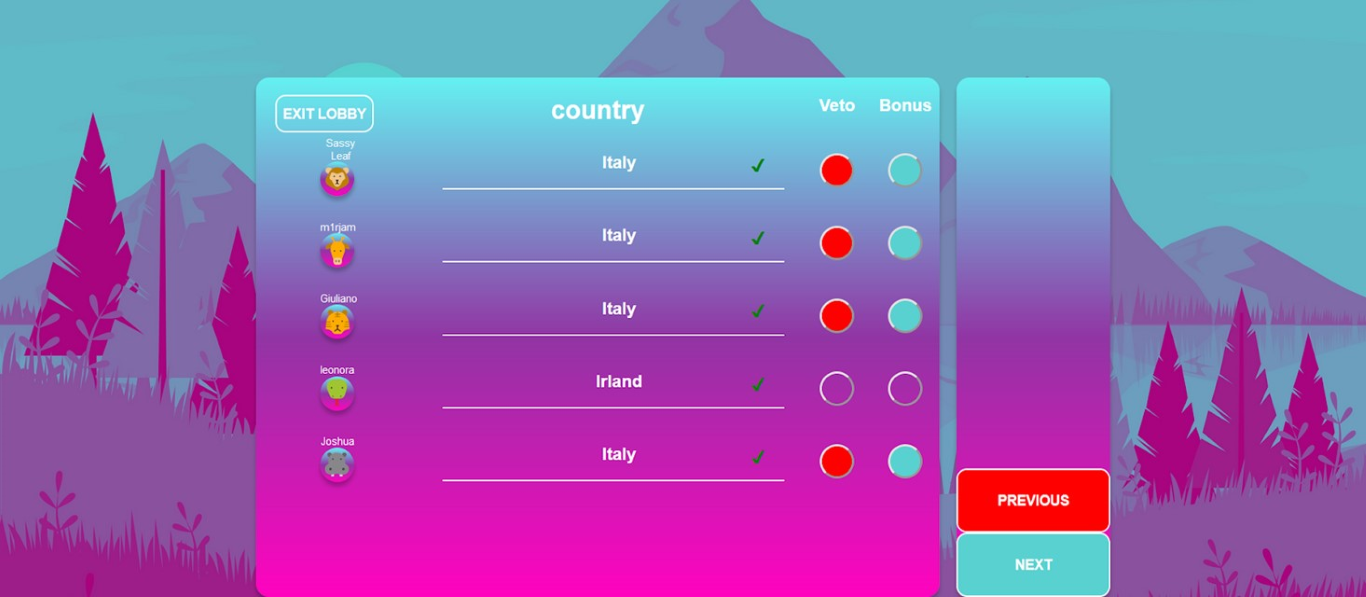 EXIT LOBBY
country
Veto
Bonus
Sassy
Leaf
Italy
m1rjam
Italy
Giuliano
Italy
leonora
Irland
Joshua
Italy
PREVIOUS
NEXT